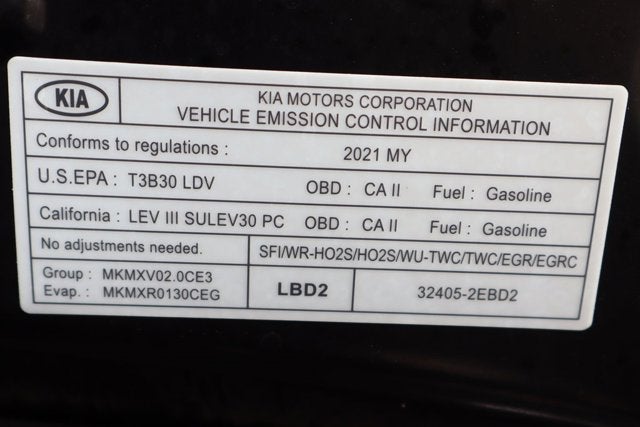 KIA
KIA MOTORS CORPORATION
VEHICLE EMISSION CONTROL INFORMATION
Conforms to regulations : 2021 MY
U.S.EPA : T3B30 LDV OBD : CA II Fuel : Gasoline
California : LEV III SULEV30 PC OBD : CA II Fuel : Gasoline
No adjustments needed. SFI/WR-HO2S/HO2S/WU-TWC/TWC/EGR/EGRC
Group : MKMXV02.0CE3
Evap. : MKMXR0130CEG
LBD2
32405-2EBD2